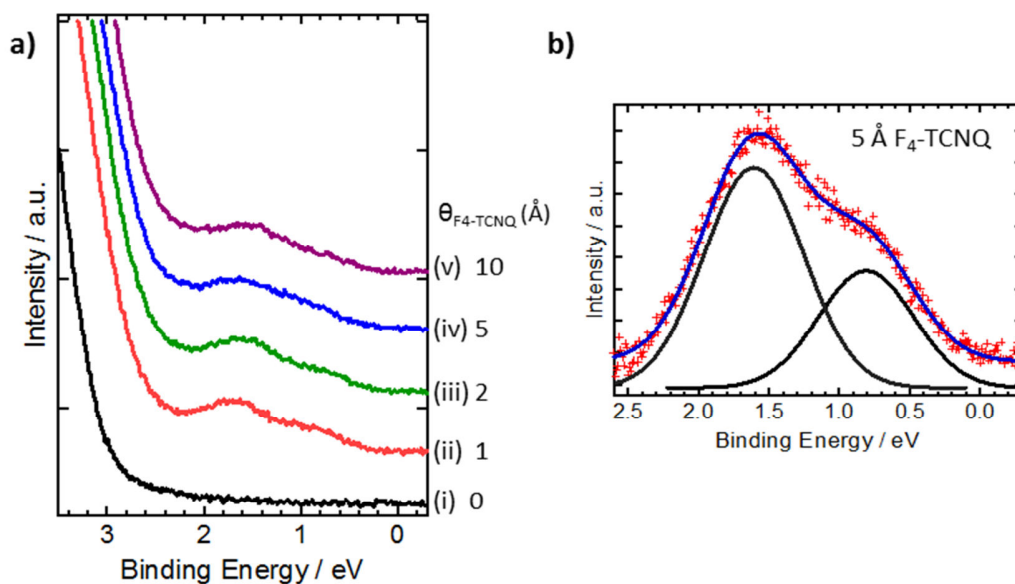 a)
Intensity / a.u.
θF4-TCNQ (Å)
(v) 10
(iv) 5
(iii) 2
(ii) 1
(i) 0
3 2 1 0
Binding Energy / eV
b)
5 Å F4-TCNQ
Intensity / a.u.
2.5 2.0 1.5 1.0 0.5 0.0
Binding Energy / eV